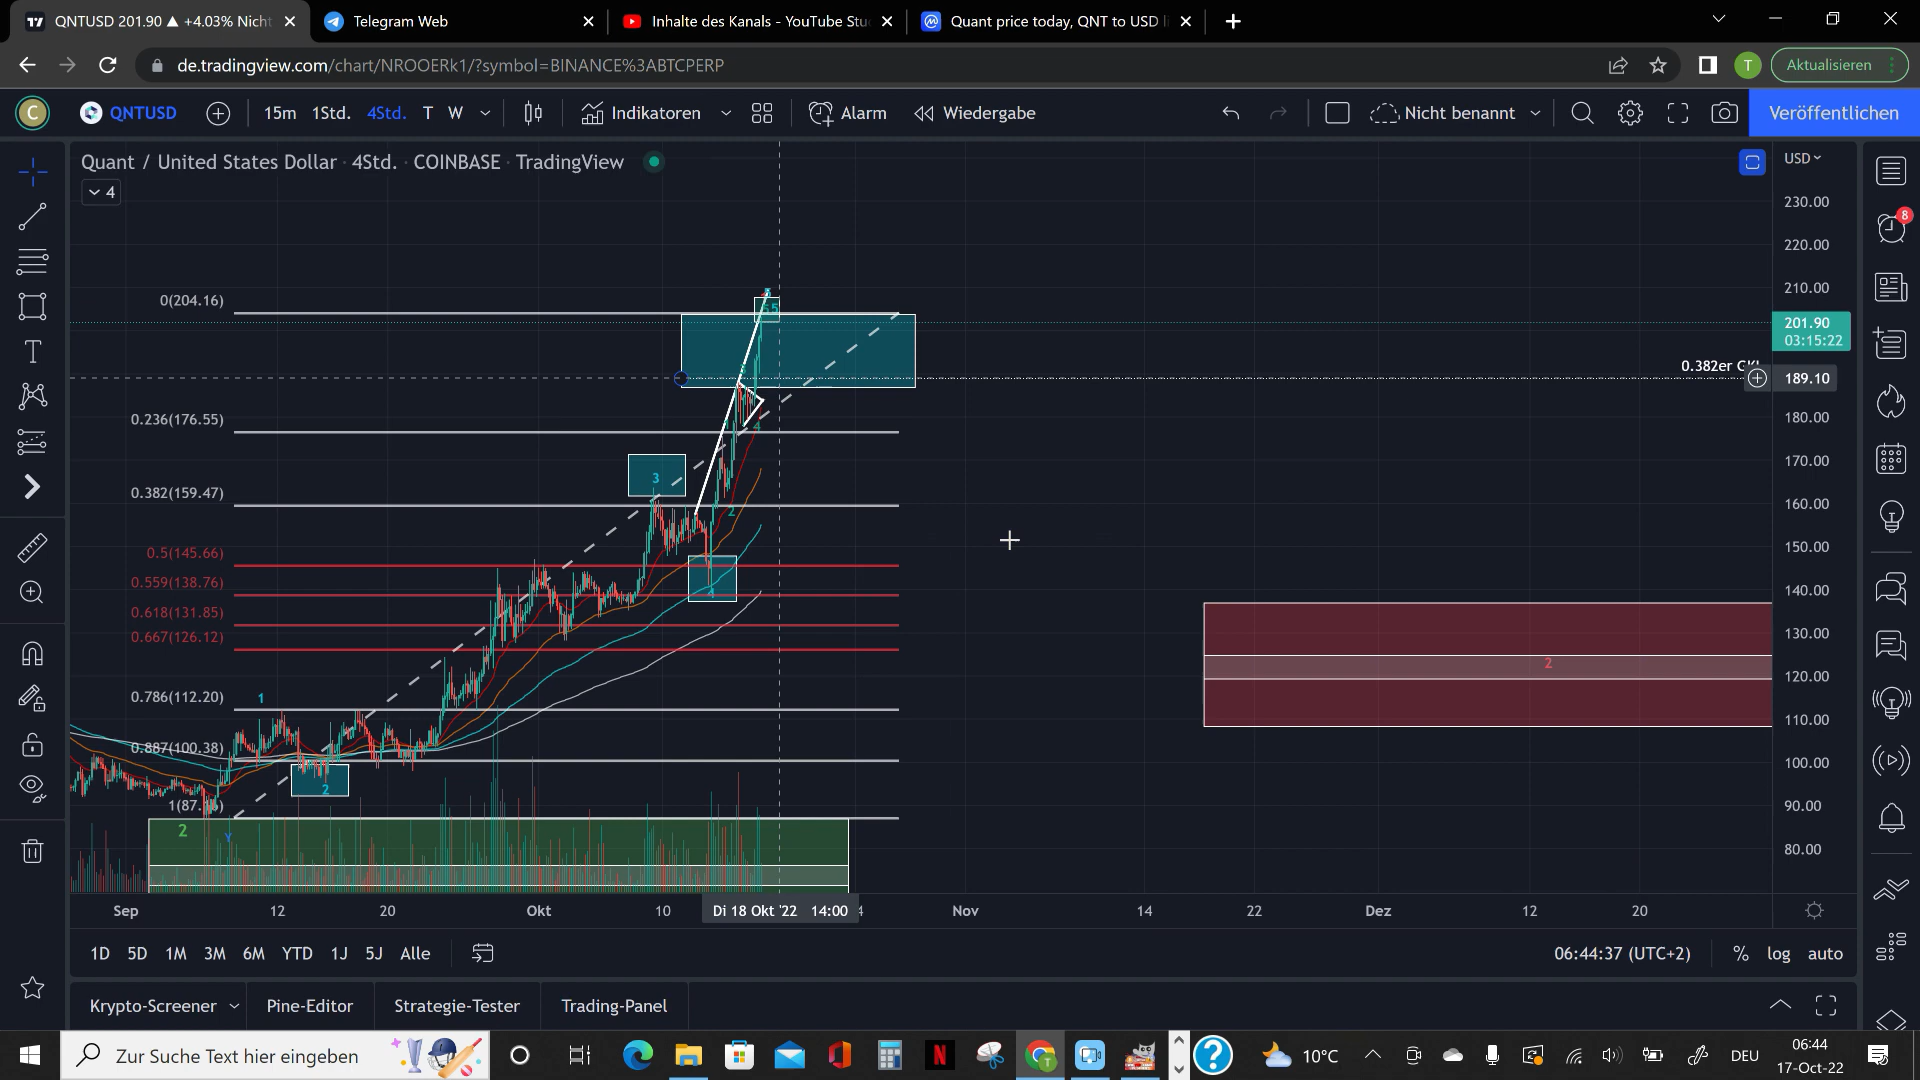 QNTUSD 201.90 ▲ +4.03% Nicht
Telegram Web
Inhalte des Kanals - YouTube Stu
Quant price today, QNT to USD li
de.tradingview.com/chart/NROOERk1/?symbol=BINANCE%3ABTCPERP
T
Aktualisieren
C
QNTUSD
15m
1Std.
4Std.
T
W
Indikatoren
Alarm
Wiedergabe
Nicht benannt
Veröffentlichen
Quant / United States Dollar · 4Std. · COINBASE · TradingView
4
USD
8
230.00
220.00
210.00
201.90
03:15:22
0.382er GKL
189.10
180.00
170.00
160.00
150.00
140.00
130.00
120.00
110.00
100.00
90.00
80.00
0(204.16)
0.236(176.55)
0.382(159.47)
0.5(145.66)
0.559(138.76)
0.618(131.85)
0.667(126.12)
0.786(112.20)
0.887(100.38)
1
2
3
4
2
4
2
Y
2
Sep
12
20
Okt
10
Di 18 Okt '22 14:00
Nov
14
22
Dez
12
20
1D
5D
1M
3M
6M
YTD
1J
5J
Alle
06:44:37 (UTC+2)
%
log
auto
Krypto-Screener
Pine-Editor
Strategie-Tester
Trading-Panel
Zur Suche Text hier eingeben
10°C
DEU
06:44
17-Oct-22